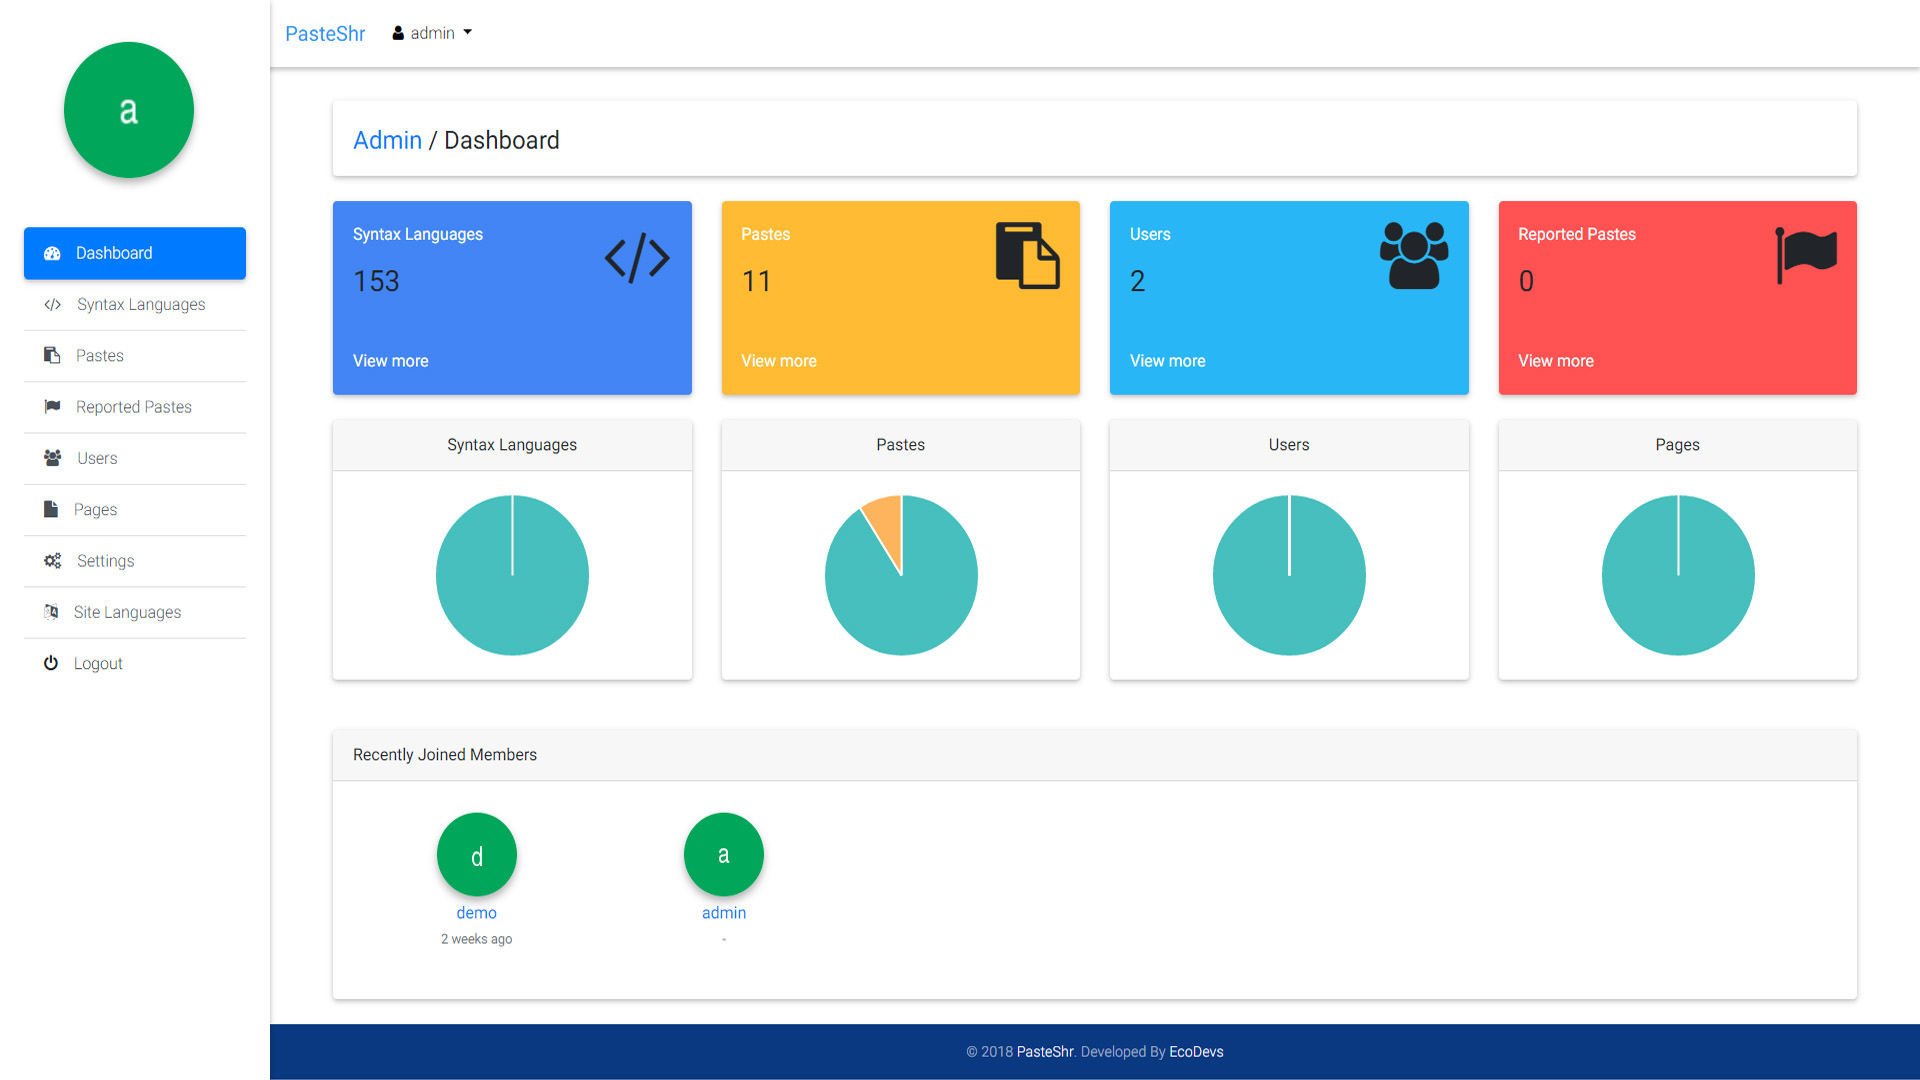 a
Dashboard
Syntax Languages
Pastes
Reported Pastes
Users
Pages
Settings
Site Languages
Logout
PasteShr admin
Admin / Dashboard
Syntax Languages
153
View more
Pastes
11
View more
Users
2
View more
Reported Pastes
0
View more
Syntax Languages
Pastes
Users
Pages
Recently Joined Members
d
demo
2 weeks ago
a
admin
-
© 2018 PasteShr. Developed By EcoDevs